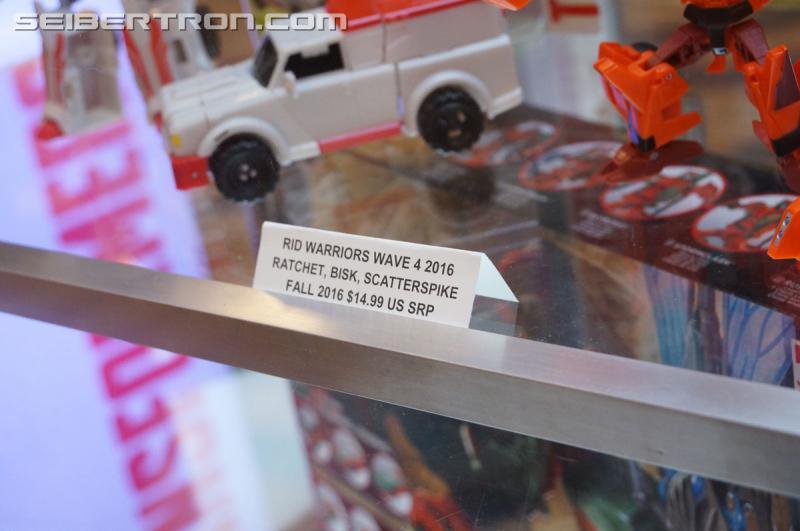 SEIBERTRON.COM
RID WARRIORS WAVE 4 2016
RATCHET, BISK, SCATTERSPIKE
FALL 2016 $14.99 US SRP